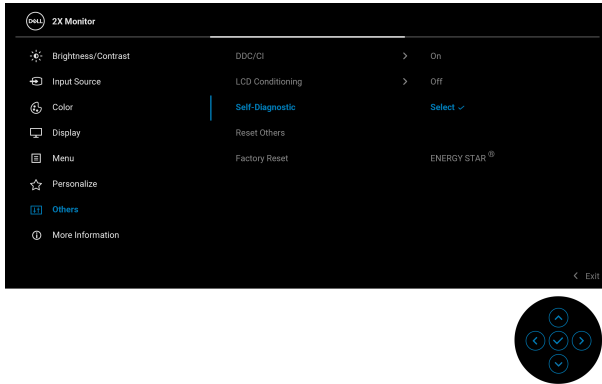 DELL 2X Monitor
Brightness/Contrast DDC/CI On
Input Source LCD Conditioning Off
Color Self-Diagnostic Select
Display Reset Others
Menu Factory Reset ENERGY STAR ®
Personalize
Others
More Information
Exit